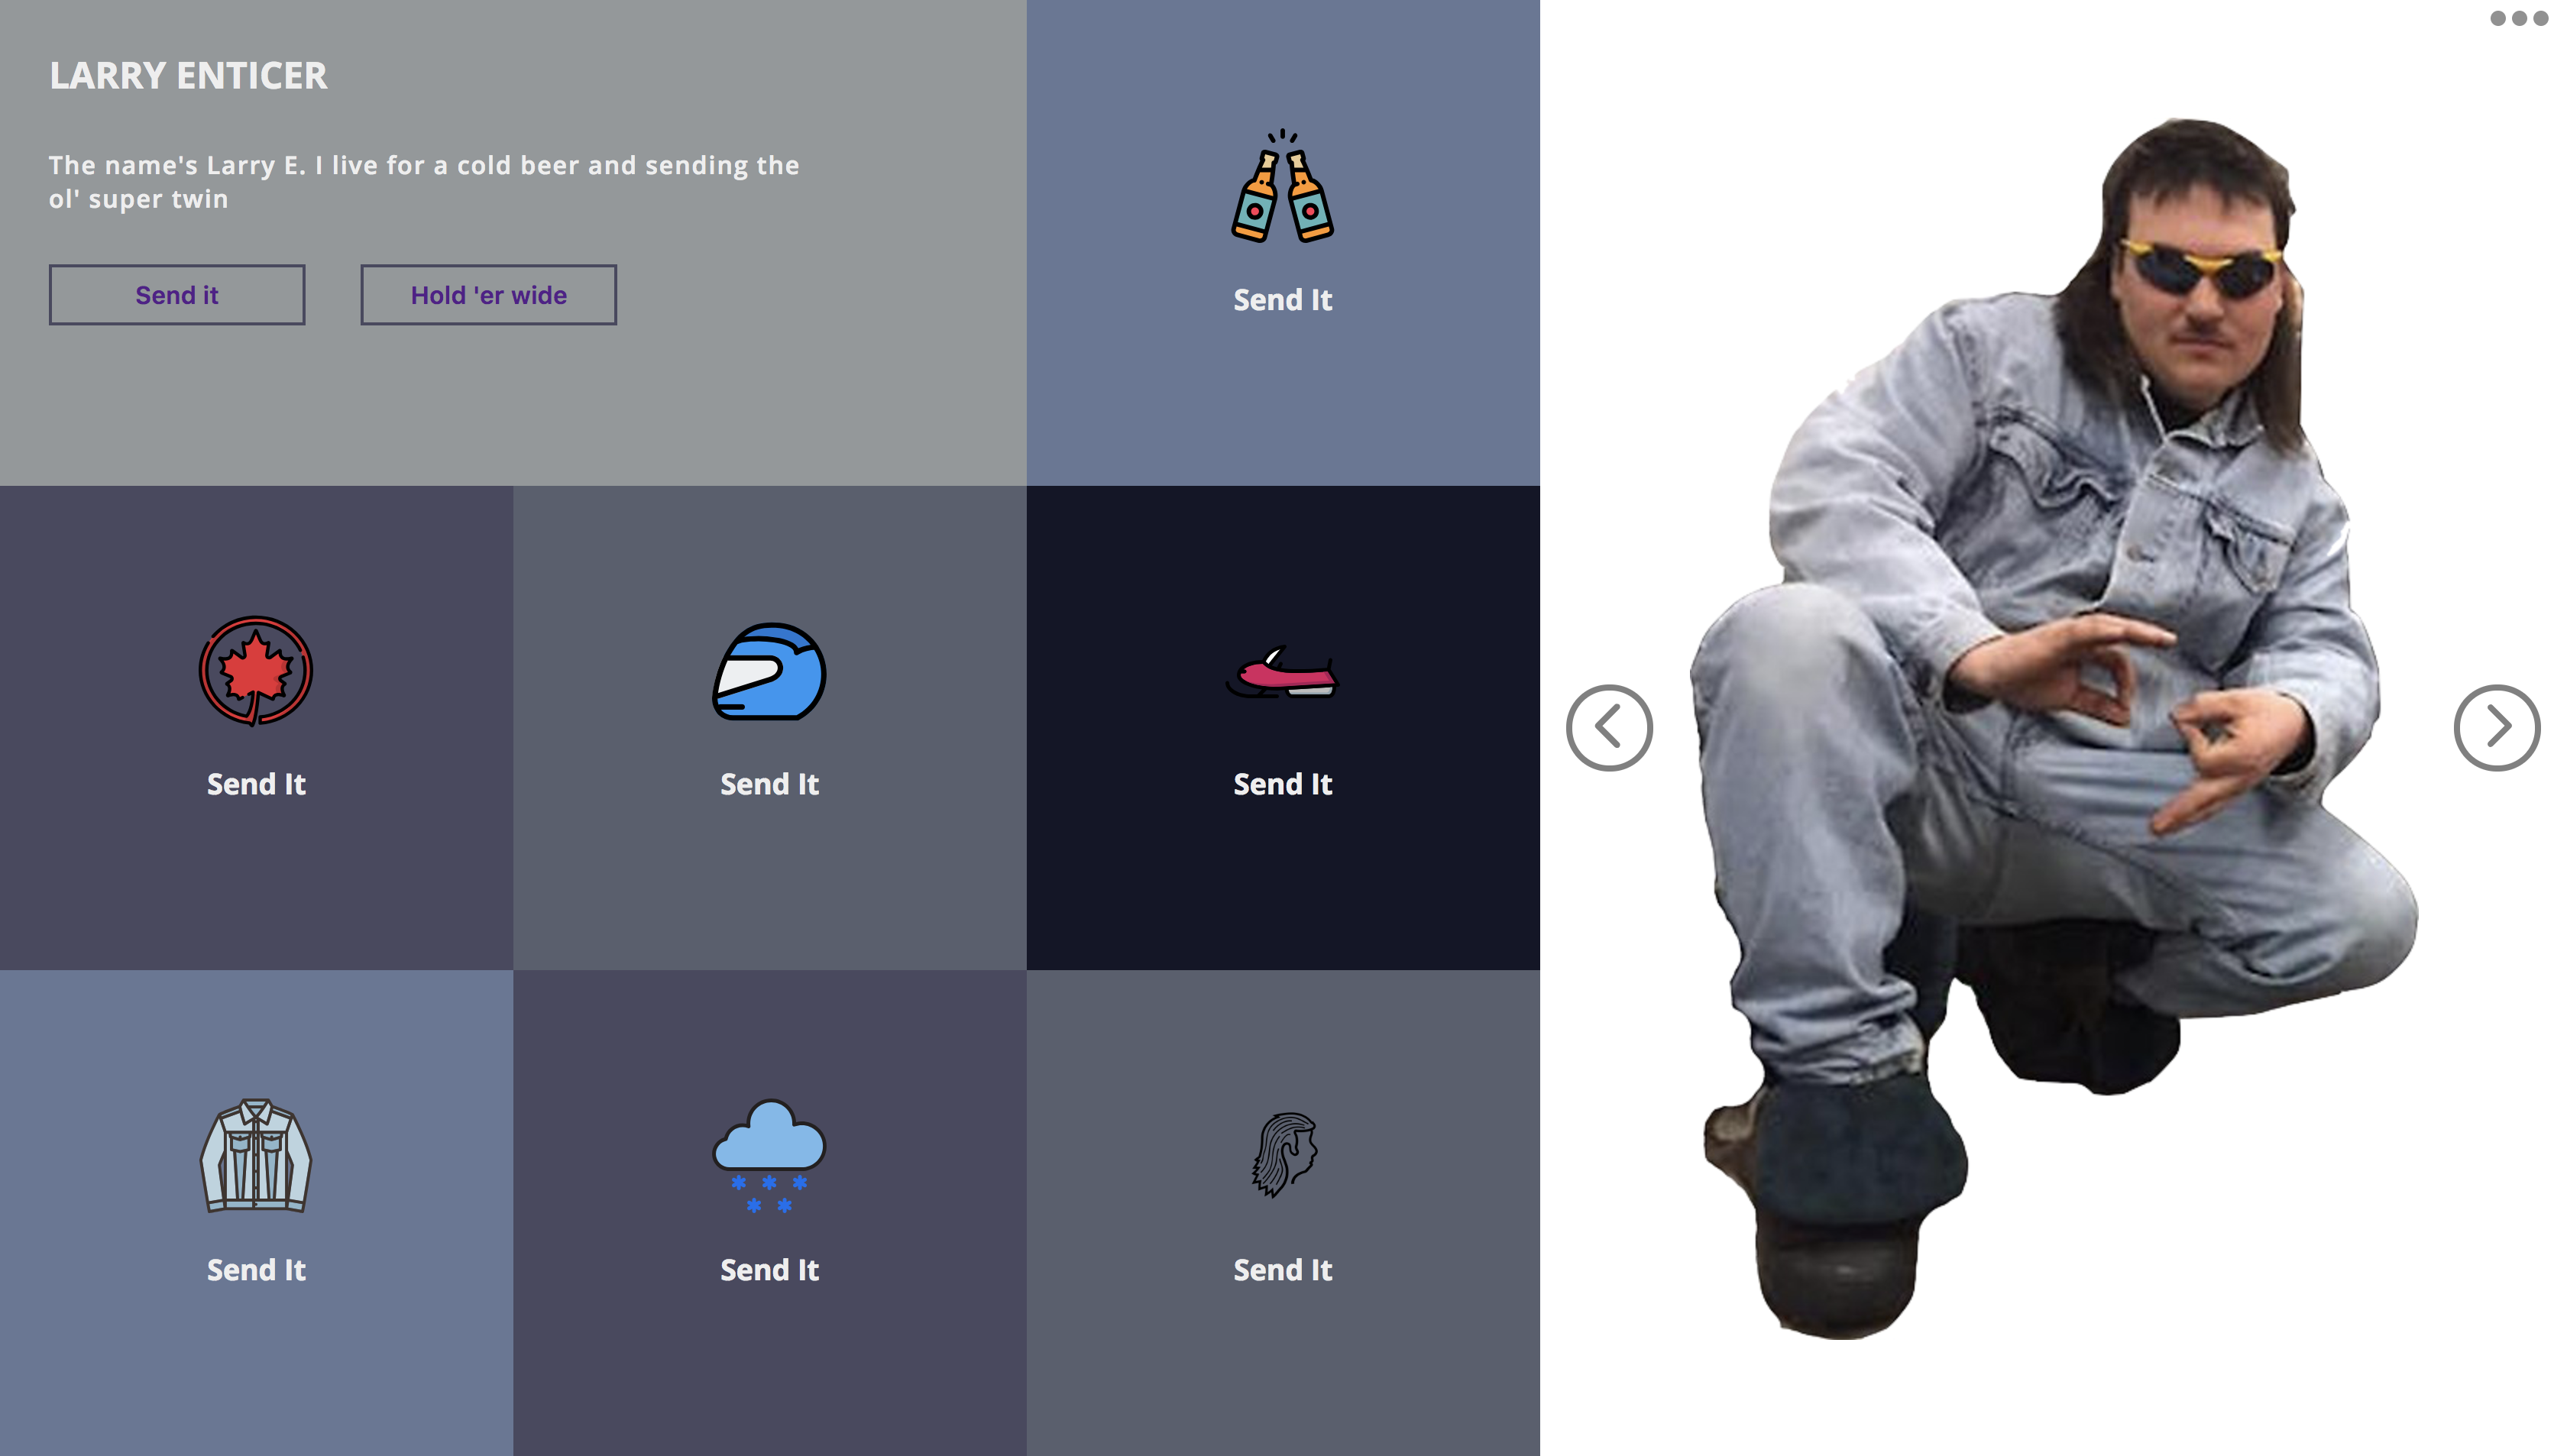 LARRY ENTICER
The name's Larry E. I live for a cold beer and sending the
ol' super twin
Send it
Hold 'er wide
Send It
Send It
Send It
Send It
Send It
Send It
Send It